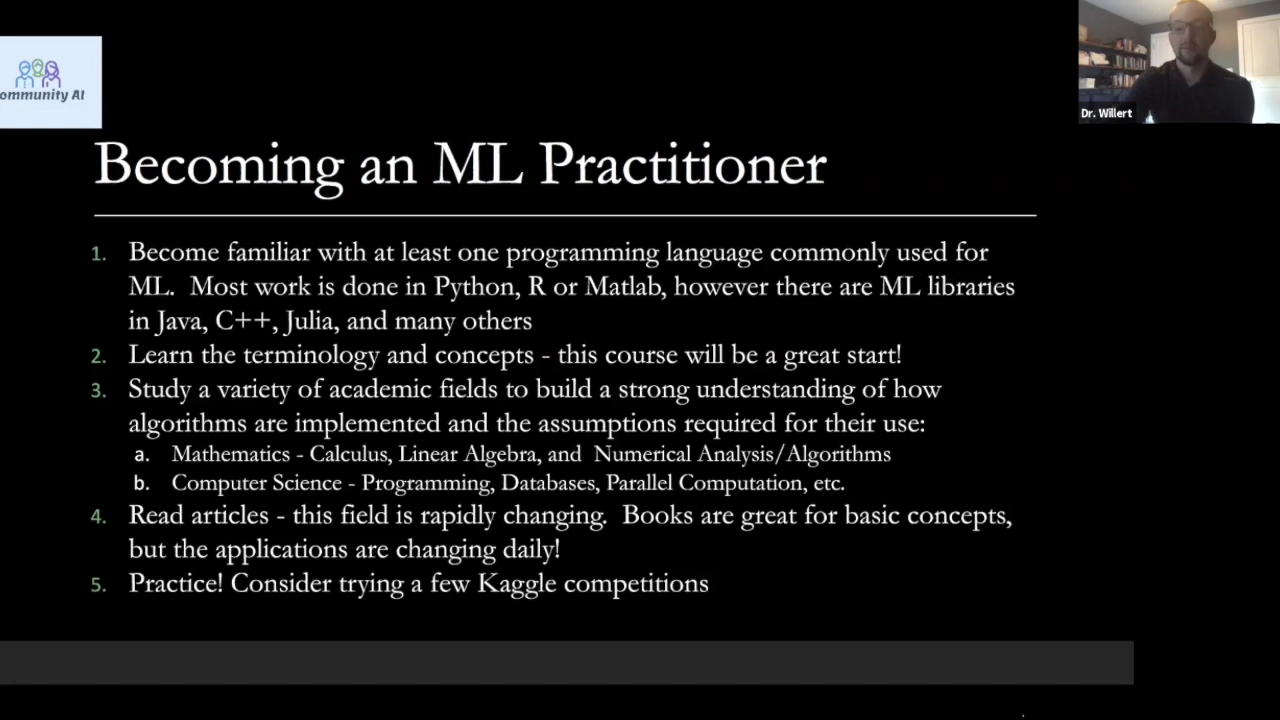 ommunity AI
Dr. Willert
Becoming an ML Practitioner
1. Become familiar with at least one programming language commonly used for
ML. Most work is done in Python, R or Matlab, however there are ML libraries
in Java, C++, Julia, and many others
2. Learn the terminology and concepts - this course will be a great start!
3. Study a variety of academic fields to build a strong understanding of how
algorithms are implemented and the assumptions required for their use:
a. Mathematics - Calculus, Linear Algebra, and Numerical Analysis/Algorithms
b. Computer Science - Programming, Databases, Parallel Computation, etc.
4. Read articles - this field is rapidly changing. Books are great for basic concepts,
but the applications are changing daily!
5. Practice! Consider trying a few Kaggle competitions